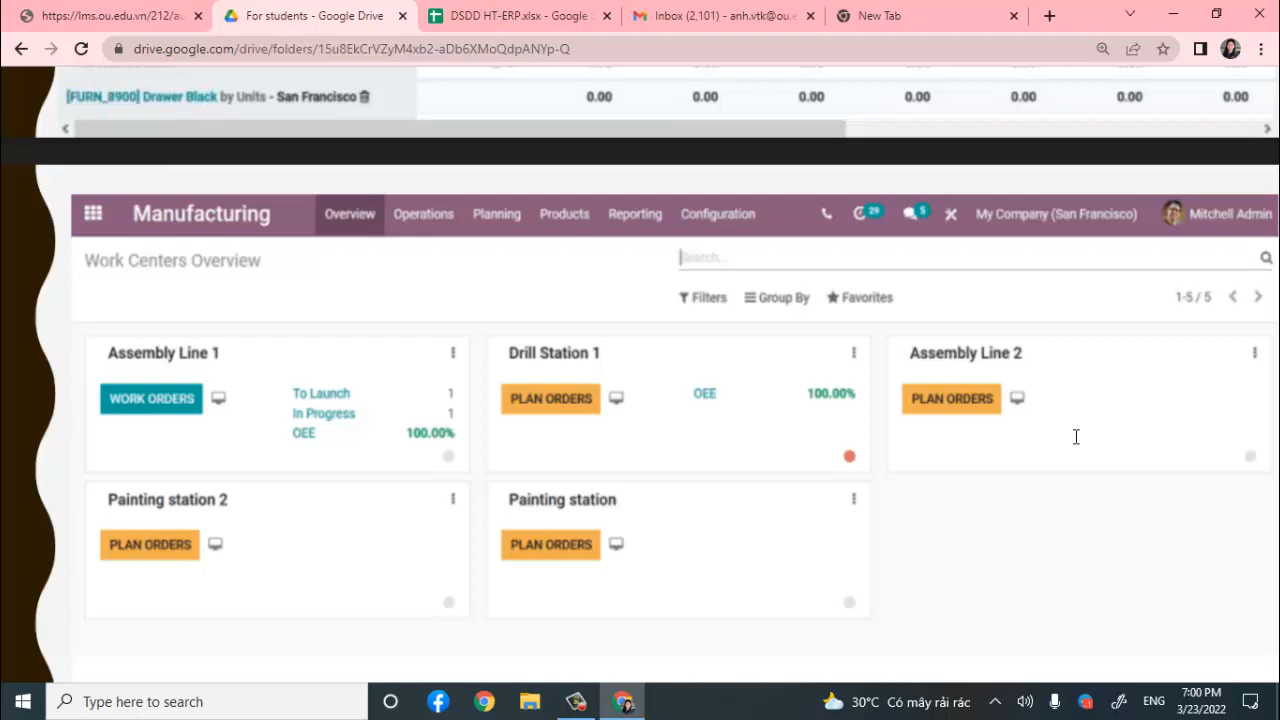 https://lms.ou.edu.vn/212/a
For students - Google Drive
DSDD HT-ERP.xlsx - Google
Inbox (2,101) - anh.vtk@ou.e
New Tab
drive.google.com/drive/folders/15u8EkCrVZyM4xb2-aDb6XMoQdpANYp-Q
[FURN_8900] Drawer Black by Units - San Francisco
0.00 0.00 0.00 0.00 0.00 0.00 0.00
Manufacturing Overview Operations Planning Products Reporting Configuration 29 5 My Company (San Francisco) Mitchell Admin
Work Centers Overview
Search...
Filters Group By Favorites 1-5 / 5
Assembly Line 1
WORK ORDERS
To Launch 1
In Progress 1
OEE 100.00%
Drill Station 1
PLAN ORDERS
OEE 100.00%
Assembly Line 2
PLAN ORDERS
Painting station 2
PLAN ORDERS
Painting station
PLAN ORDERS
Type here to search
30°C Có mây rải rác
ENG
7:00 PM
3/23/2022